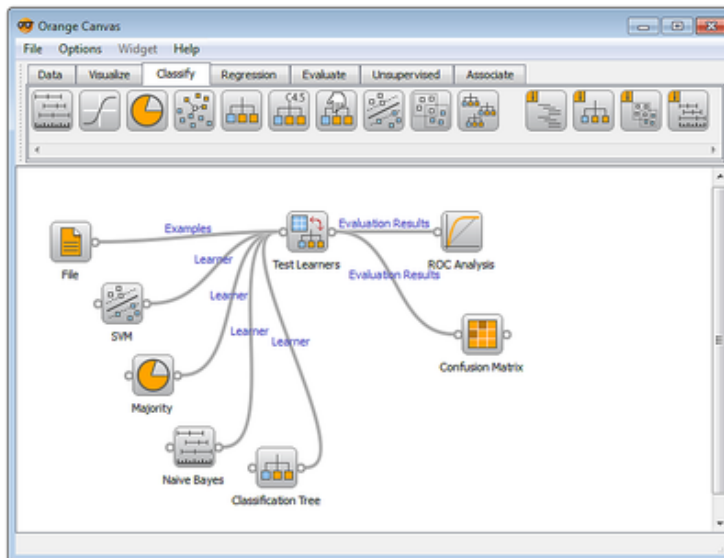 Orange Canvas
File Options Widget Help
Data Visualize Classify Regression Evaluate Unsupervised Associate
C4.5
Examples
Evaluation Results
File
Learner
Test Learners
ROC Analysis
Evaluation Results
SVM
Learner
Learner
Learner
Confusion Matrix
Majority
Naive Bayes
Classification Tree